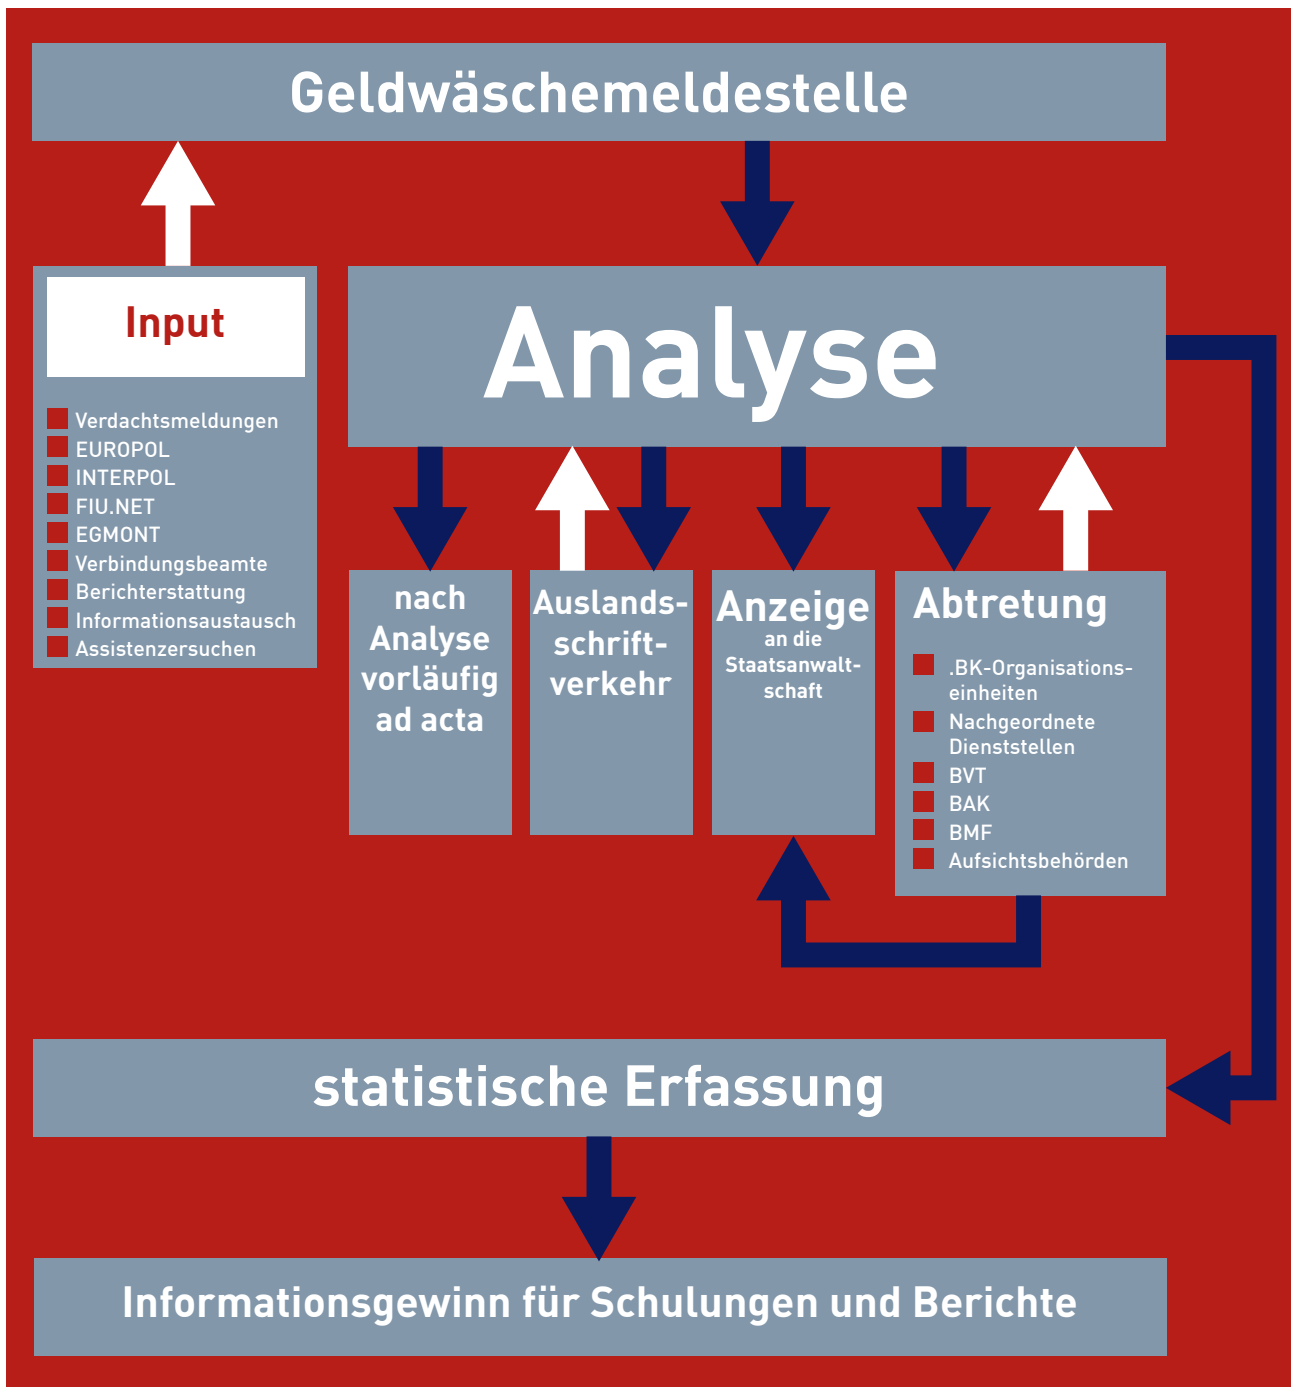 Geldwäschemeldestelle
Input
Verdachtsmeldungen
EUROPOL
INTERPOL
FIU.NET
EGMONT
Verbindungsbeamte
Berichterstattung
Informationsaustausch
Assistenzersuchen
Analyse
nach
Analyse
vorläufig
ad acta
Auslands-
schrift-
verkehr
Anzeige
an die
Staatsanwalt-
schaft
Abtretung
.BK-Organisations-
einheiten
Nachgeordnete
Dienststellen
BVT
BAK
BMF
Aufsichtsbehörden
statistische Erfassung
Informationsgewinn für Schulungen und Berichte